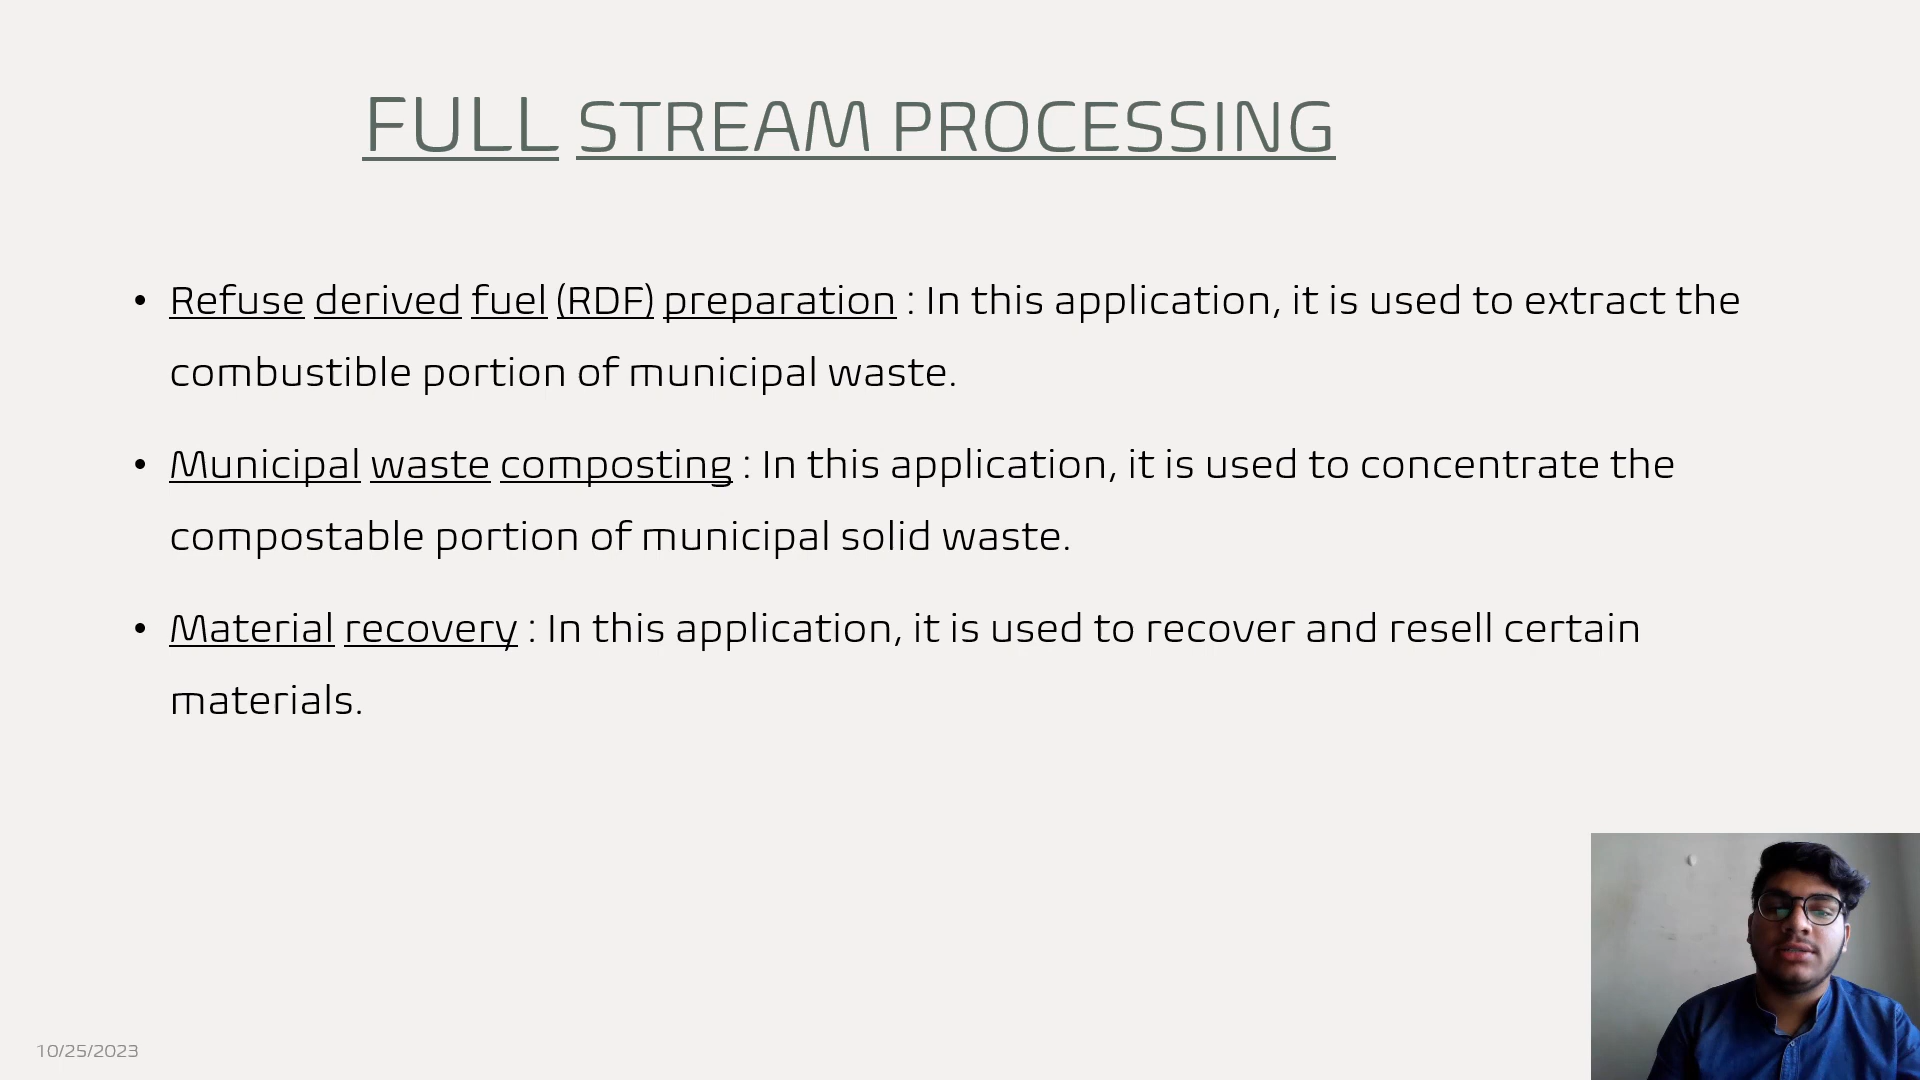 FULL STREAM PROCESSING
• Refuse derived fuel (RDF) preparation : In this application, it is used to extract the
combustible portion of municipal waste.
• Municipal waste composting : In this application, it is used to concentrate the
compostable portion of municipal solid waste.
• Material recovery : In this application, it is used to recover and resell certain
materials.
10/25/2023